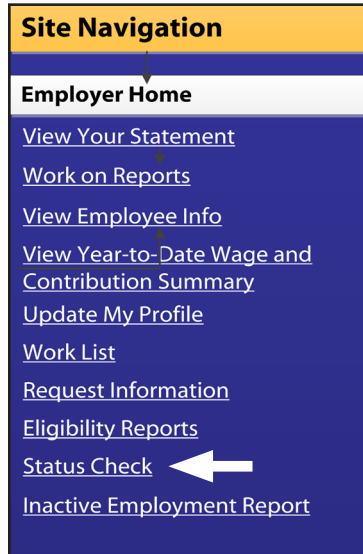 Site Navigation
Employer Home
View Your Statement
Work on Reports
View Employee Info
View Year-to-Date Wage and
Contribution Summary
Update My Profile
Work List
Request Information
Eligibility Reports
Status Check
Inactive Employment Report